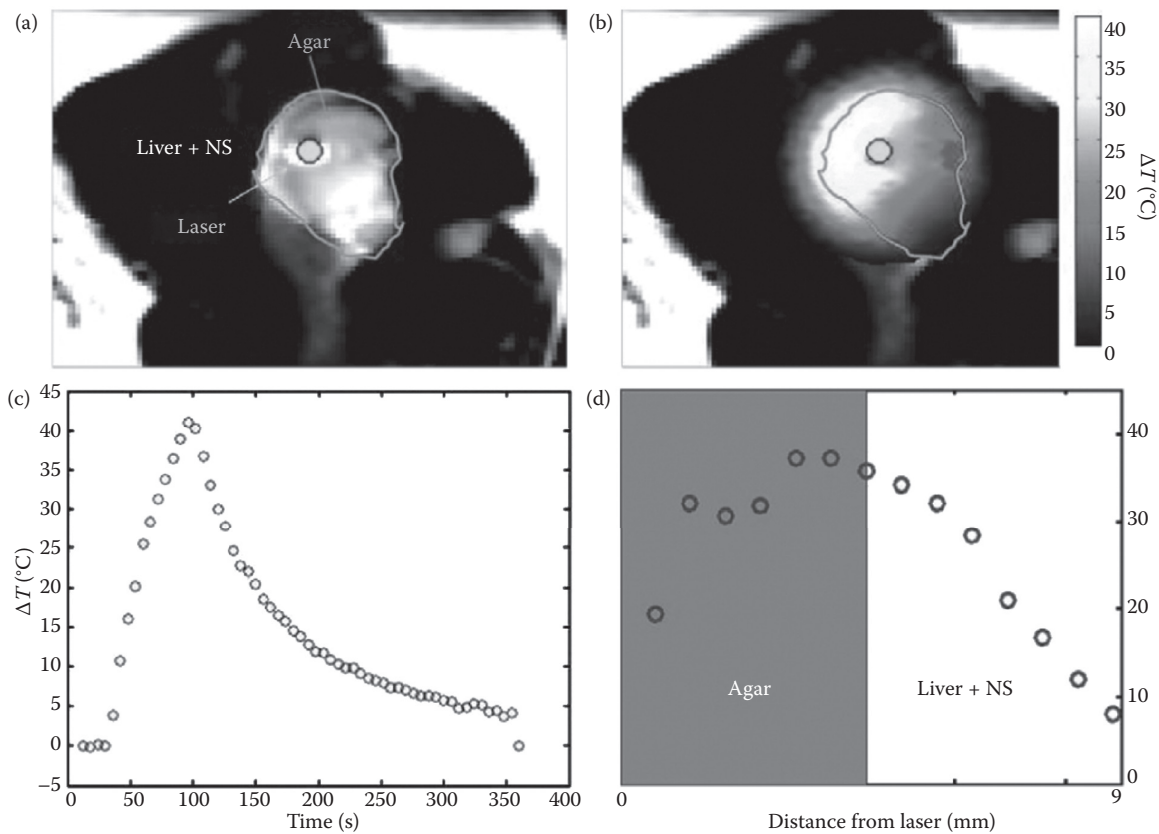 (a)
Agar
Liver + NS
Laser
(b)
40
35
30
25
20
15
10
5
0
ΔT (°C)
(c)
45
40
35
30
25
20
15
10
5
0
−5
ΔT (°C)
0
50
100
150
200
250
300
350
400
Time (s)
(d)
Agar
Liver + NS
40
30
20
10
0
0
9
Distance from laser (mm)